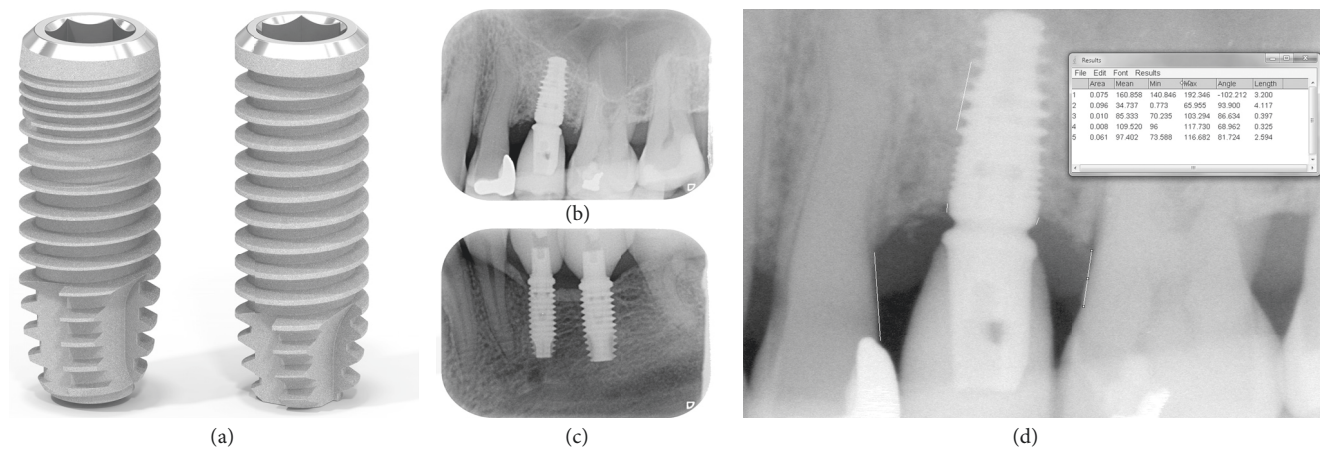 Results
File Edit Font Results
Area Mean Min Max Angle Length
1 0.075 160.858 140.846 192.346 -102.212 3.200
2 0.096 34.737 0.773 65.955 93.900 4.117
3 0.010 85.333 70.235 103.294 86.634 0.397
4 0.008 109.520 96 117.730 68.962 0.325
5 0.061 97.402 73.588 116.682 81.724 2.594
(b)
(a)
(c)
(d)